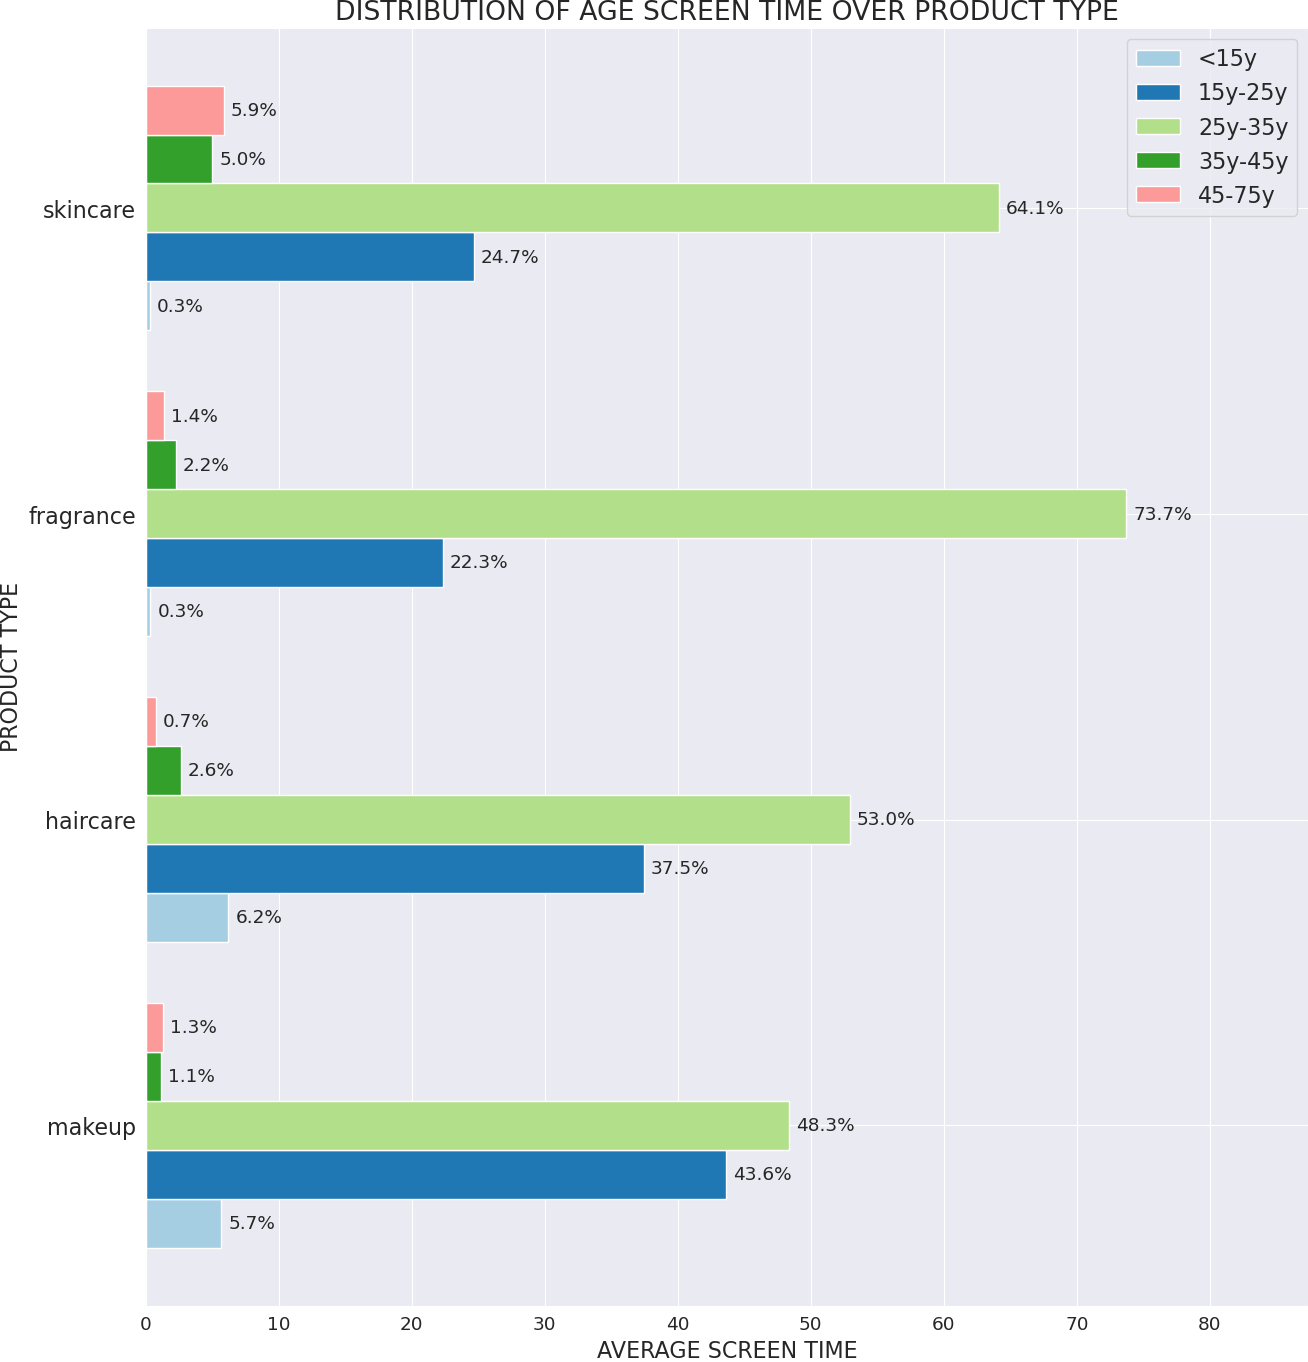 DISTRIBUTION OF AGE SCREEN TIME OVER PRODUCT TYPE
<15y
15y-25y
25y-35y
35y-45y
45-75y
PRODUCT TYPE
skincare
5.9%
5.0%
64.1%
24.7%
0.3%
fragrance
1.4%
2.2%
73.7%
22.3%
0.3%
haircare
0.7%
2.6%
53.0%
37.5%
6.2%
makeup
1.3%
1.1%
48.3%
43.6%
5.7%
0 10 20 30 40 50 60 70 80
AVERAGE SCREEN TIME